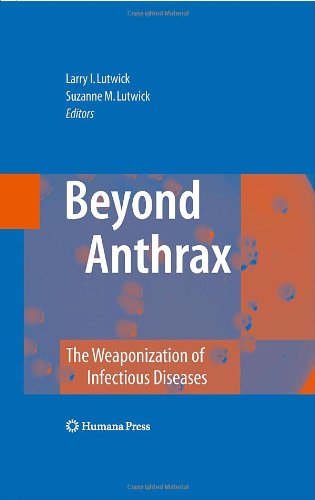 Larry I. Lutwick
Suzanne M. Lutwick
Editors
Beyond
Anthrax
The Weaponization of
Infectious Diseases
Humana Press